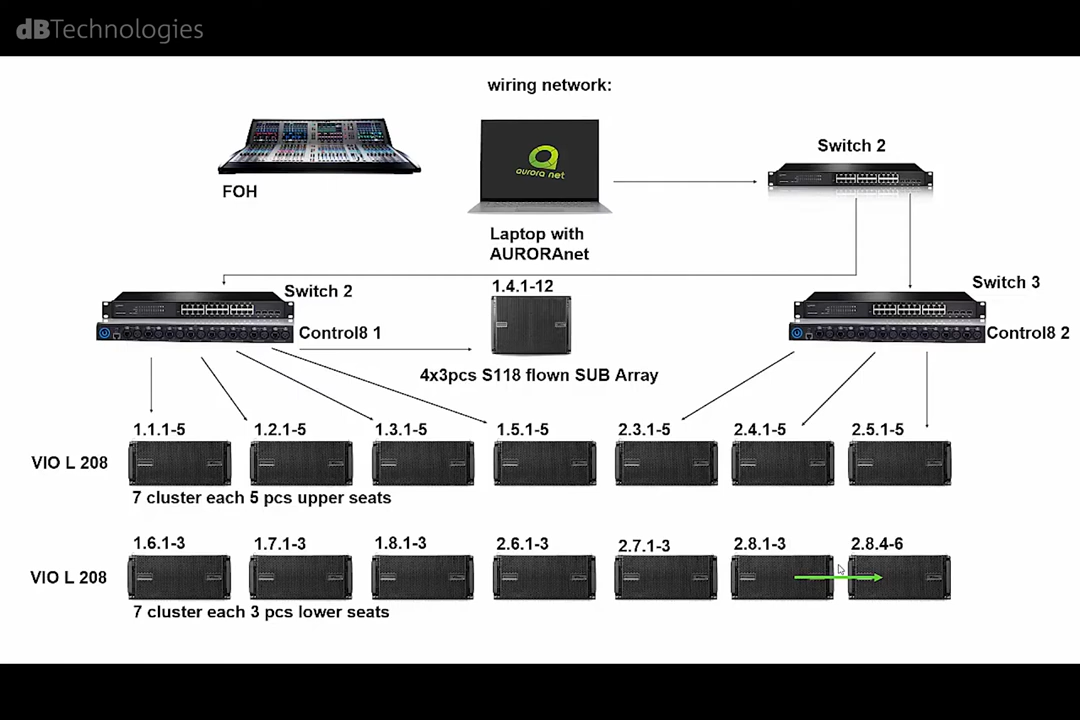 dBTechnologies
wiring network:
FOH
aurora net
Laptop with
AURORAnet
Switch 2
Switch 2
Control8 1
1.4.1-12
4x3pcs S118 flown SUB Array
Switch 3
Control8 2
VIO L 208
1.1.1-5
1.2.1-5
1.3.1-5
1.5.1-5
2.3.1-5
2.4.1-5
2.5.1-5
7 cluster each 5 pcs upper seats
VIO L 208
1.6.1-3
1.7.1-3
1.8.1-3
2.6.1-3
2.7.1-3
2.8.1-3
2.8.4-6
7 cluster each 3 pcs lower seats